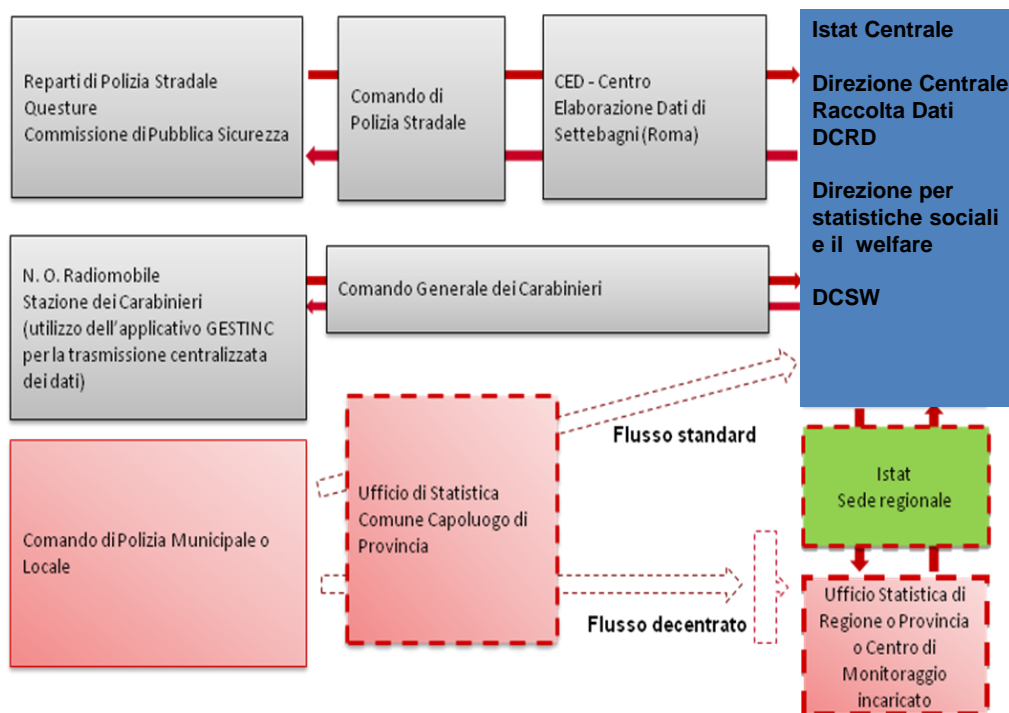 Reparti di Polizia Stradale
Questure
Commissione di Pubblica Sicurezza
Comando di
Polizia Stradale
CED - Centro
Elaborazione Dati di
Settebagni (Roma)
Istat Centrale
Direzione Centrale
Raccolta Dati
DCRD
Direzione per
statistiche sociali
e il welfare
DCSW
N. O. Radiomobile
Stazione dei Carabinieri
(utilizzo dell'applicativo GESTINC
per la trasmissione centralizzata
dei dati)
Comando Generale dei Carabinieri
Comando di Polizia Municipale o
Locale
Ufficio di Statistica
Comune Capoluogo di
Provincia
Flusso standard
Flusso decentrato
Istat
Sede regionale
Ufficio Statistica di
Regione o Provincia
o Centro di
Monitoraggio
incaricato